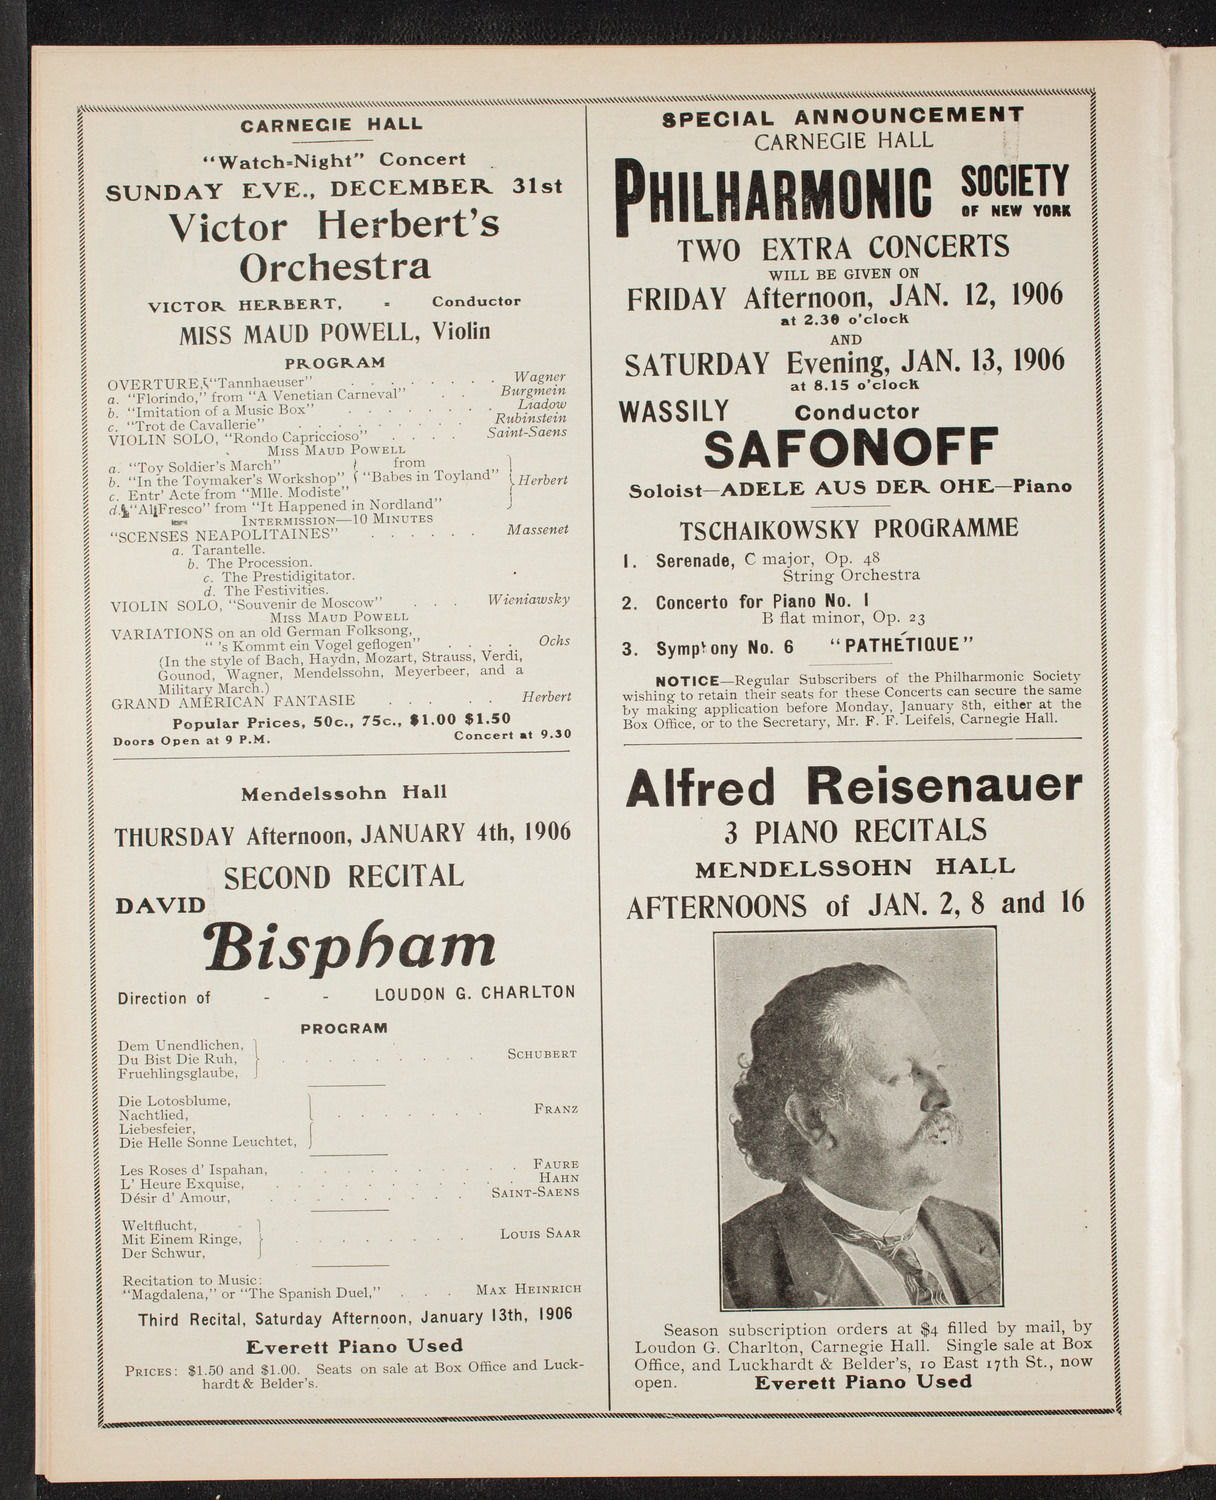 CARNEGIE HALL
"Watch-Night" Concert
SUNDAY EVE., DECEMBER 31st
Victor Herbert's
Orchestra
VICTOR HERBERT, - Conductor
MISS MAUD POWELL, Violin
PROGRAM
OVERTURE, "Tannhaeuser" . . . . . . . . Wagner
a. "Florindo," from "A Venetian Carneval" . . Burgmein
b. "Imitation of a Music Box" . . . . . . . Liadow
c. "Trot de Cavallerie" . . . . . . . . . Rubinstein
VIOLIN SOLO, "Rondo Capriccioso" . . . . Saint-Saens
MISS MAUD POWELL
a. "Toy Soldier's March" } from
b. "In the Toymaker's Workshop" { "Babes in Toyland"
c. Entr' Acte from "Mlle. Modiste"
d. "Al Fresco" from "It Happened in Nordland"
Herbert
INTERMISSION—10 MINUTES
"SCENSES NEAPOLITAINES" . . . . . . Massenet
a. Tarantelle.
b. The Procession.
c. The Prestidigitator.
d. The Festivities.
VIOLIN SOLO, "Souvenir de Moscow" . . . Wieniawsky
MISS MAUD POWELL
VARIATIONS on an old German Folksong,
" 's Kommt ein Vogel geflogen" . . . . Ochs
(In the style of Bach, Haydn, Mozart, Strauss, Verdi,
Gounod, Wagner, Mendelssohn, Meyerbeer, and a
Military March.)
GRAND AMERICAN FANTASIE . . . . . Herbert
Popular Prices, 50c., 75c., $1.00 $1.50
Doors Open at 9 P.M. Concert at 9.30
Mendelssohn Hall
THURSDAY Afternoon, JANUARY 4th, 1906
SECOND RECITAL
DAVID
Bispham
Direction of - - LOUDON G. CHARLTON
PROGRAM
Dem Unendlichen,
Du Bist Die Ruh, . . . . . . . . SCHUBERT
Fruehlingsglaube,
Die Lotosblume,
Nachtlied, . . . . . . . FRANZ
Liebesfeier,
Die Helle Sonne Leuchtet,
Les Roses d' Ispahan, . . . . . . . . . FAURE
L' Heure Exquise, . . . . . . . . . . HAHN
Désir d' Amour, . . . . . . . . SAINT-SAENS
Weltflucht,
Mit Einem Ringe, . . . . . . . . LOUIS SAAR
Der Schwur,
Recitation to Music:
"Magdalena," or "The Spanish Duel," . . . MAX HEINRICH
Third Recital, Saturday Afternoon, January 13th, 1906
Everett Piano Used
PRICES: $1.50 and $1.00. Seats on sale at Box Office and Luck-
hardt & Belder's.
SPECIAL ANNOUNCEMENT
CARNEGIE HALL
PHILHARMONIC SOCIETY
OF NEW YORK
TWO EXTRA CONCERTS
WILL BE GIVEN ON
FRIDAY Afternoon, JAN. 12, 1906
at 2.30 o'clock
AND
SATURDAY Evening, JAN. 13, 1906
at 8.15 o'clock
WASSILY Conductor
SAFONOFF
Soloist—ADELE AUS DER OHE—Piano
TSCHAIKOWSKY PROGRAMME
1. Serenade, C major, Op. 48
String Orchestra
2. Concerto for Piano No. 1
B flat minor, Op. 23
3. Symphony No. 6 "PATHÉTIQUE"
NOTICE—Regular Subscribers of the Philharmonic Society
wishing to retain their seats for these Concerts can secure the same
by making application before Monday, January 8th, either at the
Box Office, or to the Secretary, Mr. F. F. Leifels, Carnegie Hall.
Alfred Reisenauer
3 PIANO RECITALS
MENDELSSOHN HALL
AFTERNOONS of JAN. 2, 8 and 16
Season subscription orders at $4 filled by mail, by
Loudon G. Charlton, Carnegie Hall. Single sale at Box
Office, and Luckhardt & Belder's, 10 East 17th St., now
open. Everett Piano Used